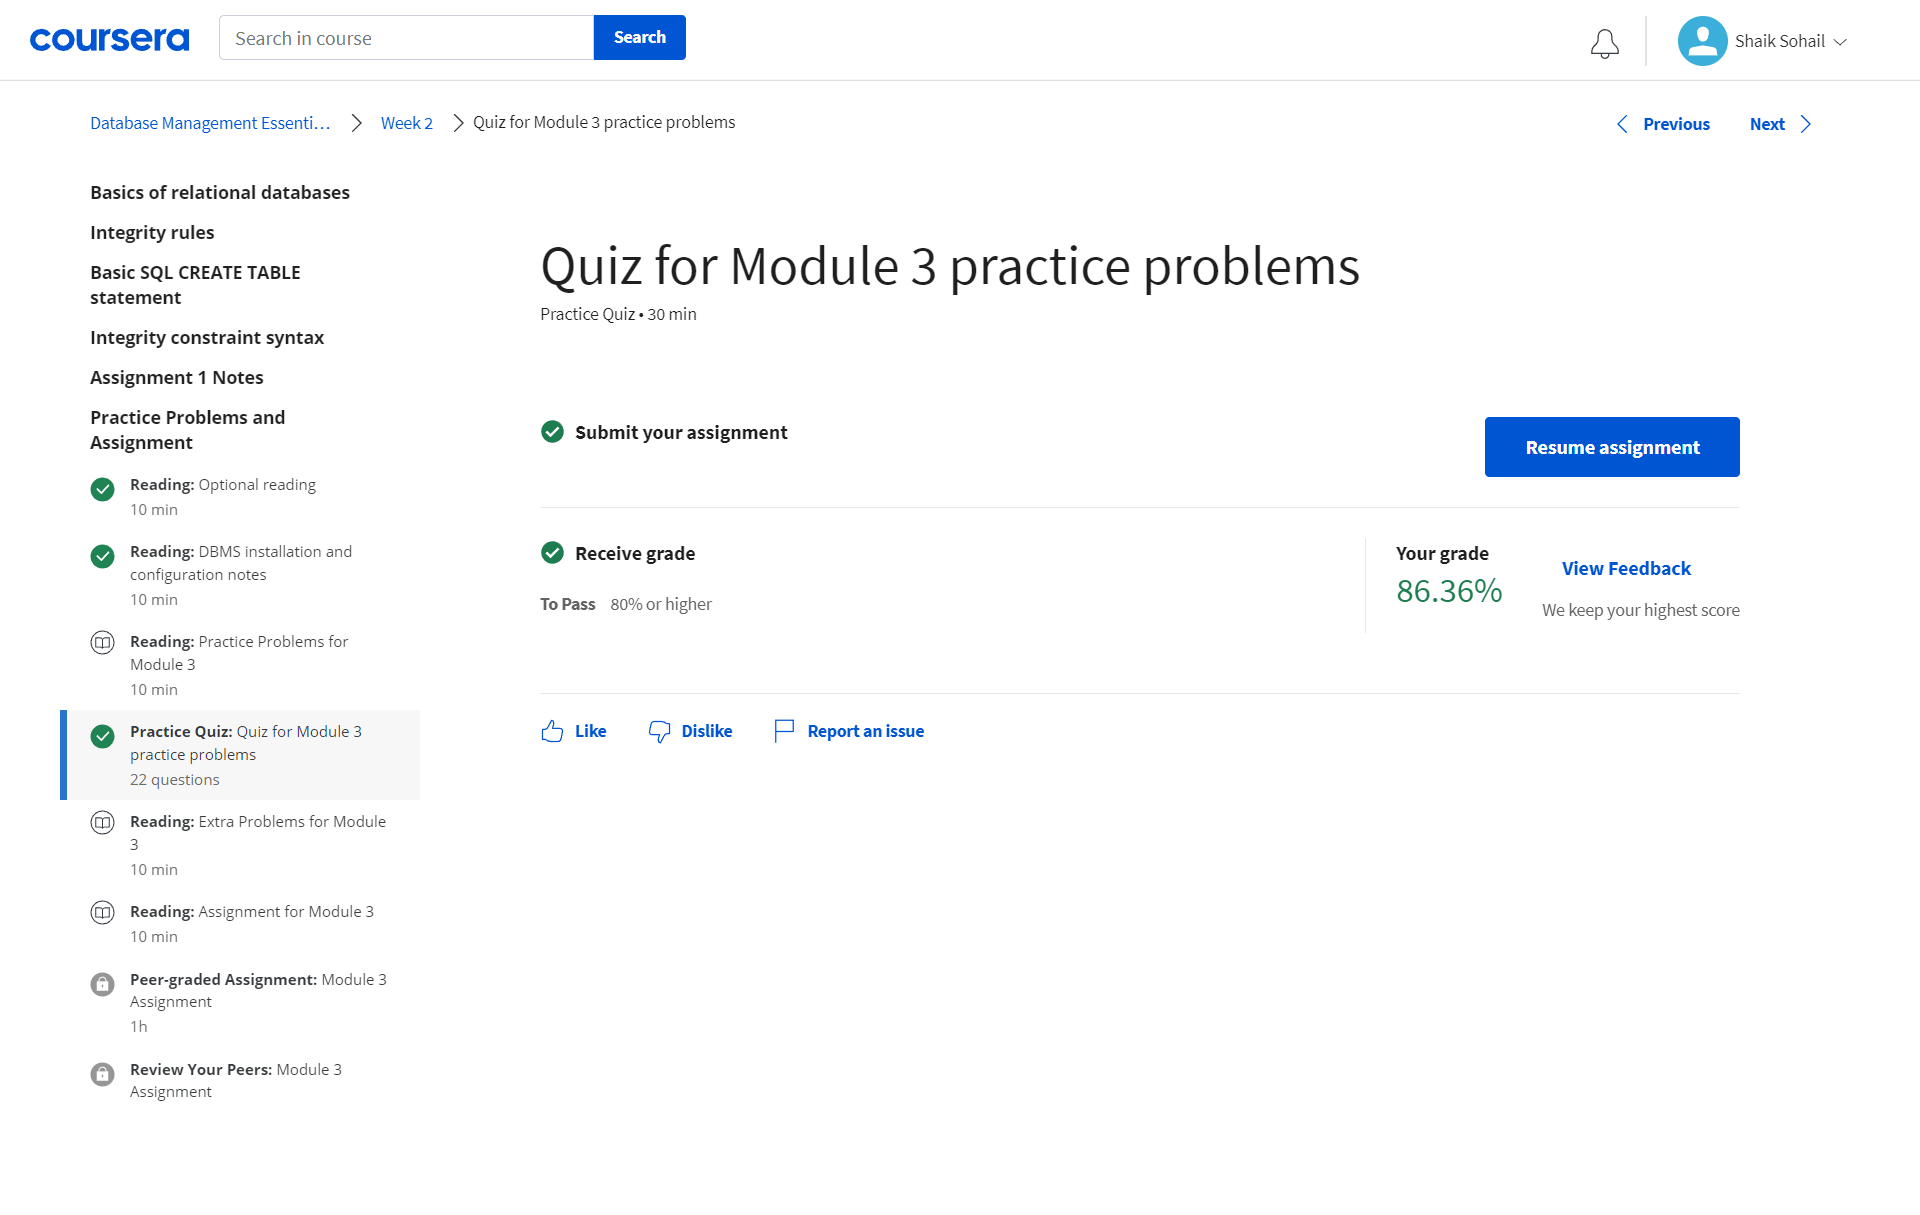 coursera
Search in course
Search
Shaik Sohail
Database Management Essenti...
Week 2
Quiz for Module 3 practice problems
Previous
Next
Basics of relational databases
Integrity rules
Basic SQL CREATE TABLE
statement
Integrity constraint syntax
Assignment 1 Notes
Practice Problems and
Assignment
Reading: Optional reading
10 min
Reading: DBMS installation and
configuration notes
10 min
Reading: Practice Problems for
Module 3
10 min
Practice Quiz: Quiz for Module 3
practice problems
22 questions
Reading: Extra Problems for Module
3
10 min
Reading: Assignment for Module 3
10 min
Peer-graded Assignment: Module 3
Assignment
1h
Review Your Peers: Module 3
Assignment
Quiz for Module 3 practice problems
Practice Quiz • 30 min
Submit your assignment
Resume assignment
Receive grade
To Pass 80% or higher
Your grade
86.36%
View Feedback
We keep your highest score
Like
Dislike
Report an issue